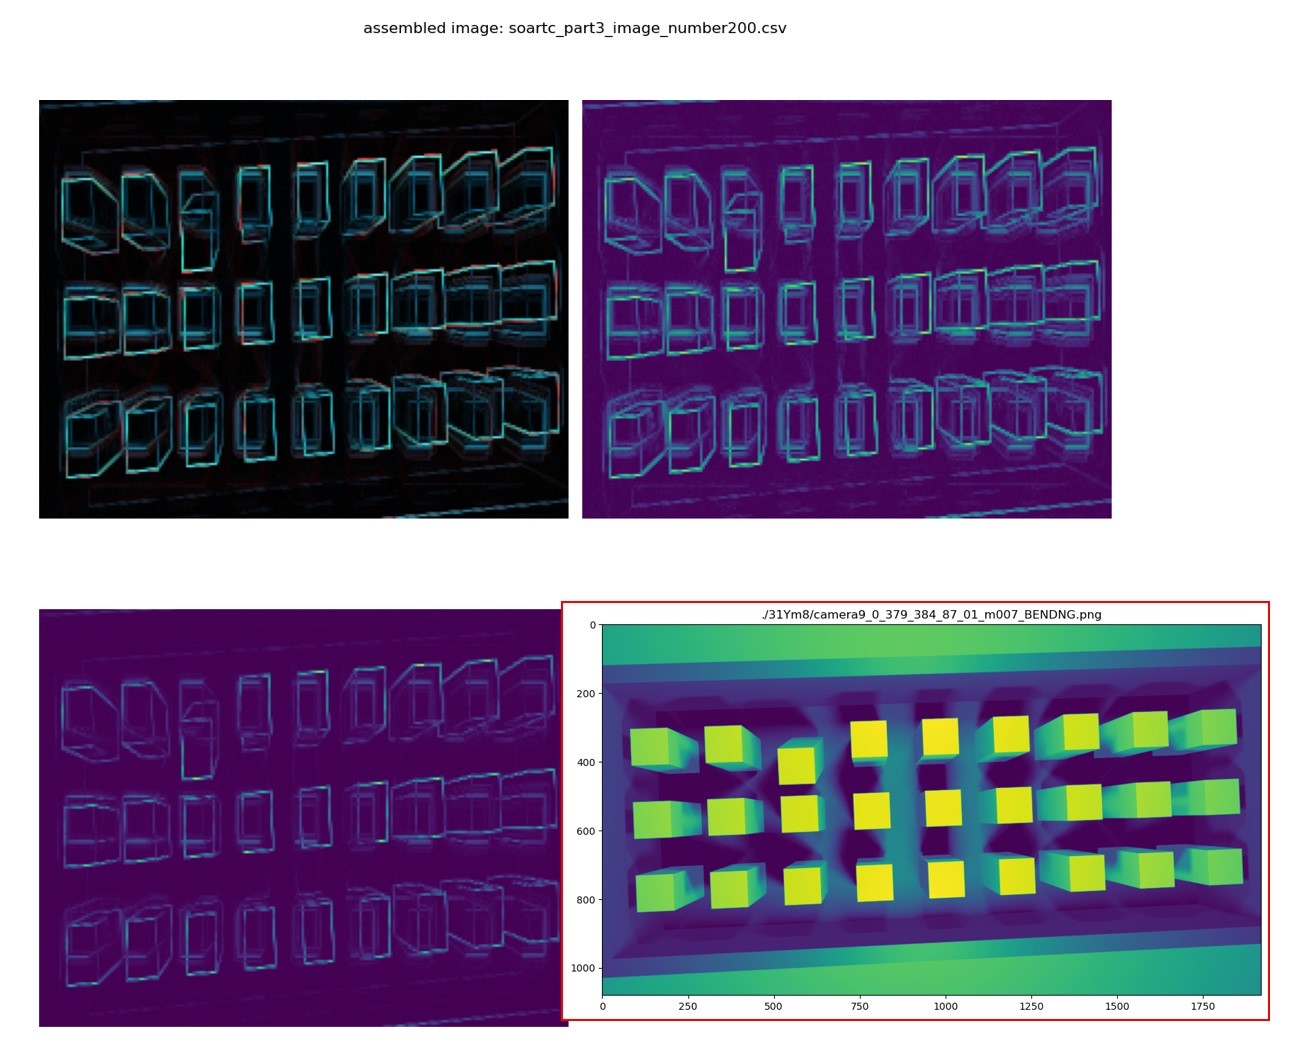 assembled image: soartc_part3_image_number200.csv
./31Ym8/camera9_0_379_384_87_01_m007_BENDNG.png
0
200
400
600
800
1000
0 250 500 750 1000 1250 1500 1750